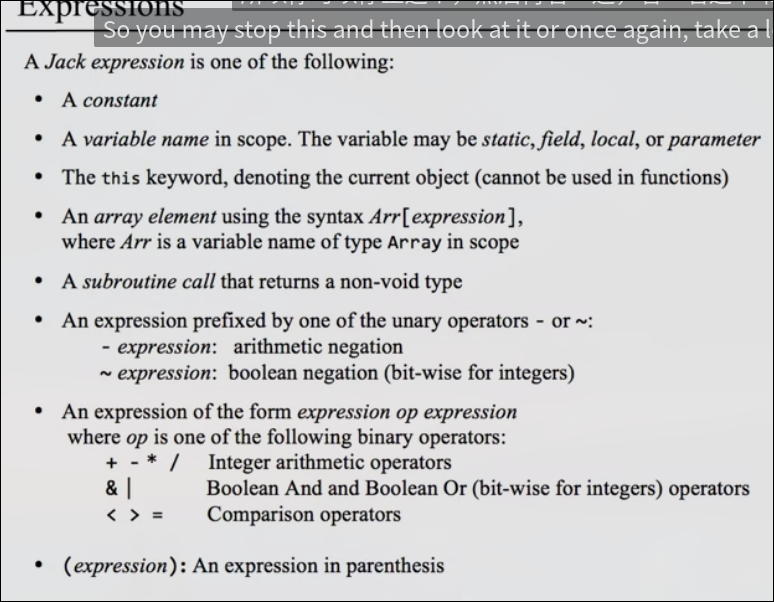 Expressions
So you may stop this and then look at it or once again, take a l
A Jack expression is one of the following:
• A constant
• A variable name in scope. The variable may be static, field, local, or parameter
• The this keyword, denoting the current object (cannot be used in functions)
• An array element using the syntax Arr[expression],
where Arr is a variable name of type Array in scope
• A subroutine call that returns a non-void type
• An expression prefixed by one of the unary operators - or ~:
- expression: arithmetic negation
~ expression: boolean negation (bit-wise for integers)
• An expression of the form expression op expression
where op is one of the following binary operators:
+ - * / Integer arithmetic operators
& | Boolean And and Boolean Or (bit-wise for integers) operators
< > = Comparison operators
• (expression): An expression in parenthesis